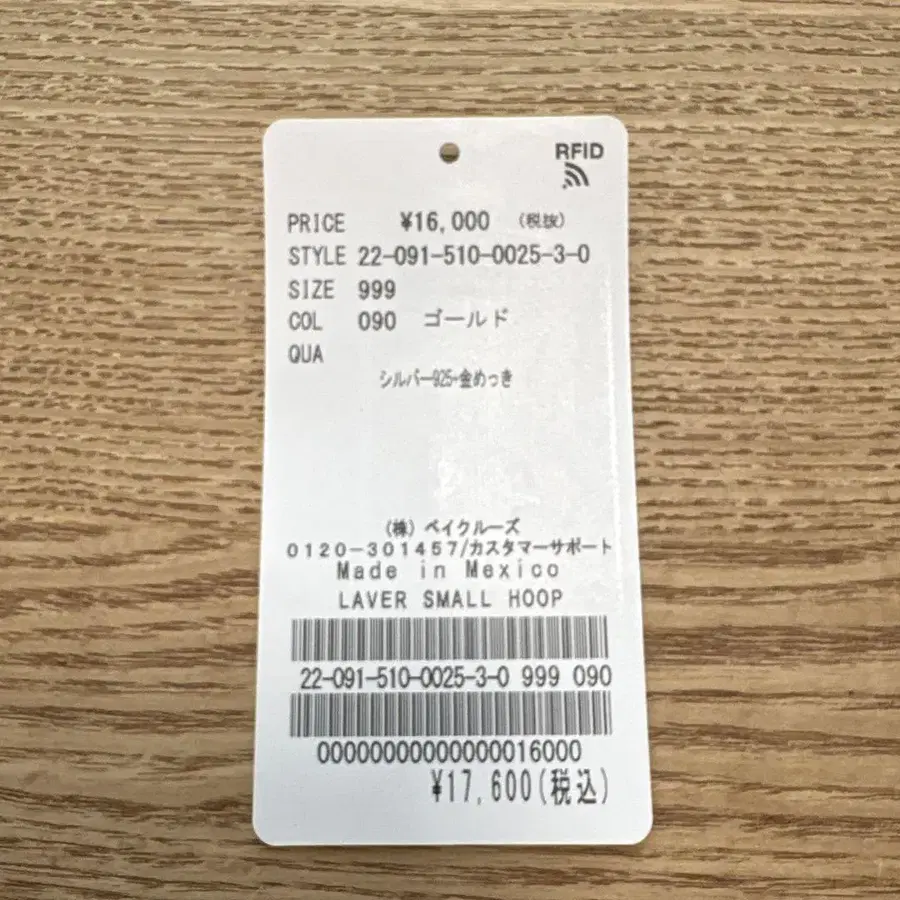 RFID
PRICE ¥16,000 (税抜)
STYLE 22-091-510-0025-3-0
SIZE 999
COL 090 ゴールド
QUA
シルバー925・金めっき
(株) ベイクルーズ
0120-301457/カスタマーサポート
Made in Mexico
LAVER SMALL HOOP
22-091-510-0025-3-0 999 090
00000000000000016000
¥17,600(税込)